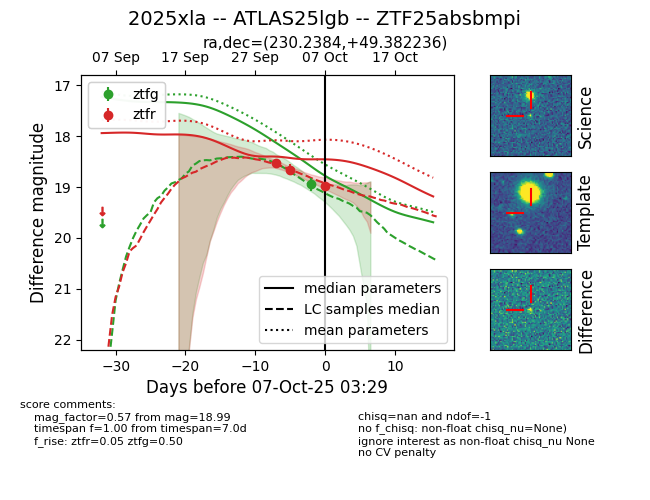 2025xla -- ATLAS25lgb -- ZTF25absbmpi
ra,dec=(230.2384,+49.382236)
07 Sep 17 Sep 27 Sep 07 Oct 17 Oct
ztfg
ztfr
17
18
19
20
21
22
Difference magnitude
median parameters
LC samples median
mean parameters
−30 −20 −10 0 10
Days before 07-Oct-25 03:29
Science
Template
Difference
score comments:
mag_factor=0.57 from mag=18.99
timespan f=1.00 from timespan=7.0d
f_rise: ztfr=0.05 ztfg=0.50
chisq=nan and ndof=-1
no f_chisq: non-float chisq_nu=None)
ignore interest as non-float chisq_nu None
no CV penalty